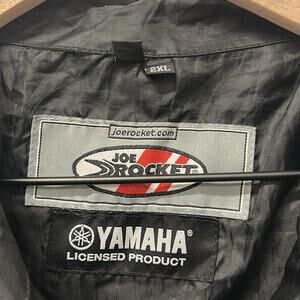 2XL
joerocket.com
JOE
ROCKET
YAMAHA
LICENSED PRODUCT